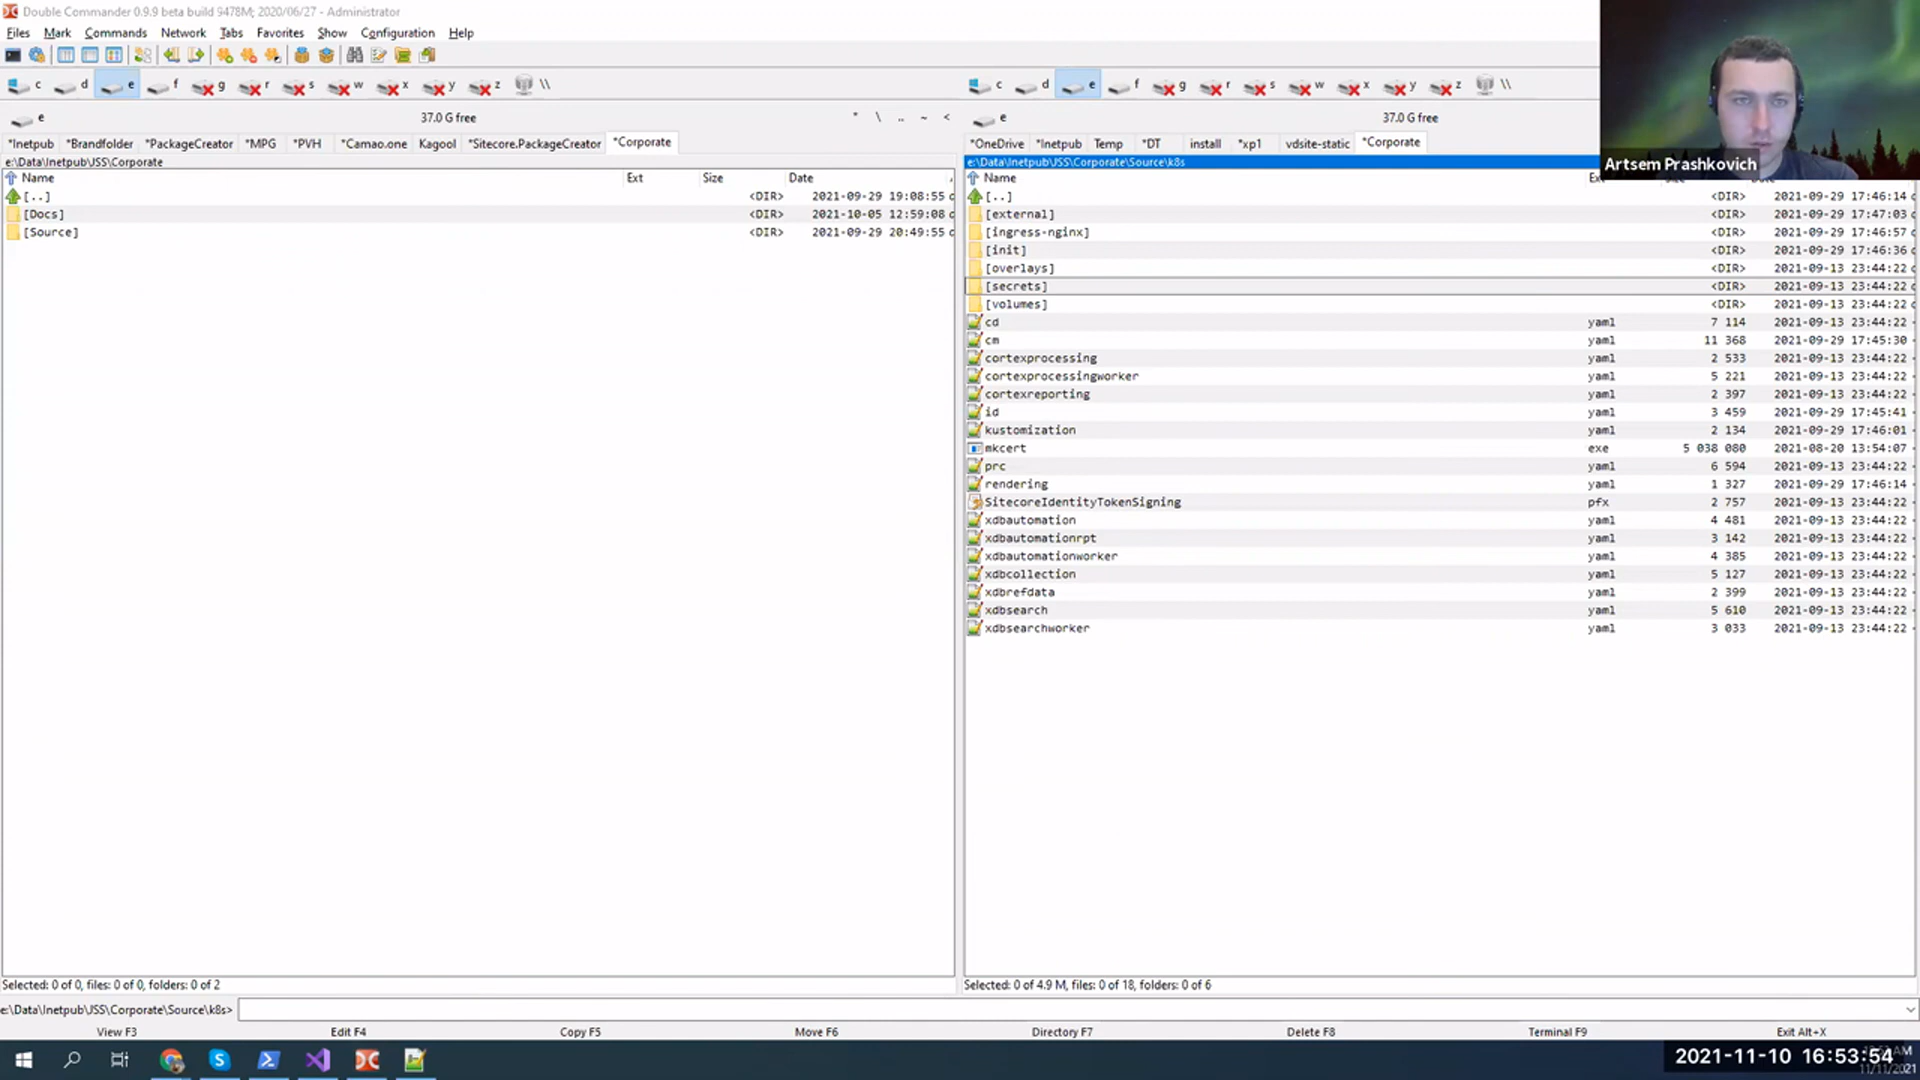 Double Commander 0.9.9 beta build 9478M; 2020/06/27 - Administrator
Files Mark Commands Network Tabs Favorites Show Configuration Help
c d e f g r s w x y z \\
c d e f g r s w x y z \\
e 37.0 G free * \ .. ~ <
e 37.0 G free
*Inetpub *Brandfolder *PackageCreator *MPG *PVH *Camao.one Kagool *Sitecore.PackageCreator *Corporate
*OneDrive *Inetpub Temp *DT install *xp1 vdsite-static *Corporate
Artsem Prashkovich
e:\Data\Inetpub\JSS\Corporate
Name Ext Size Date
[..] <DIR> 2021-09-29 19:08:55
[Docs] <DIR> 2021-10-05 12:59:08
[Source] <DIR> 2021-09-29 20:49:55
Selected: 0 of 0, files: 0 of 0, folders: 0 of 2
e:\Data\Inetpub\JSS\Corporate\Source\k8s
Name
[..] <DIR> 2021-09-29 17:46:14
[external] <DIR> 2021-09-29 17:47:03
[ingress-nginx] <DIR> 2021-09-29 17:46:57
[init] <DIR> 2021-09-29 17:46:36
[overlays] <DIR> 2021-09-13 23:44:22
[secrets] <DIR> 2021-09-13 23:44:22
[volumes] <DIR> 2021-09-13 23:44:22
cd yaml 7 114 2021-09-13 23:44:22
cm yaml 11 368 2021-09-29 17:45:30
cortexprocessing yaml 2 533 2021-09-13 23:44:22
cortexprocessingworker yaml 5 221 2021-09-13 23:44:22
cortexreporting yaml 2 397 2021-09-13 23:44:22
id yaml 3 459 2021-09-29 17:45:41
kustomization yaml 2 134 2021-09-29 17:46:01
mkcert exe 5 038 080 2021-08-20 13:54:07
prc yaml 6 594 2021-09-13 23:44:22
rendering yaml 1 327 2021-09-29 17:46:14
SitecoreIdentityTokenSigning pfx 2 757 2021-09-13 23:44:22
xdbautomation yaml 4 481 2021-09-13 23:44:22
xdbautomationrpt yaml 3 142 2021-09-13 23:44:22
xdbautomationworker yaml 4 385 2021-09-13 23:44:22
xdbcollection yaml 5 127 2021-09-13 23:44:22
xdbrefdata yaml 2 399 2021-09-13 23:44:22
xdbsearch yaml 5 610 2021-09-13 23:44:22
xdbsearchworker yaml 3 033 2021-09-13 23:44:22
Selected: 0 of 4.9 M, files: 0 of 18, folders: 0 of 6
e:\Data\Inetpub\JSS\Corporate\Source\k8s>
View F3 Edit F4 Copy F5 Move F6 Directory F7 Delete F8 Terminal F9 Exit Alt+X
2021-11-10 16:53:54